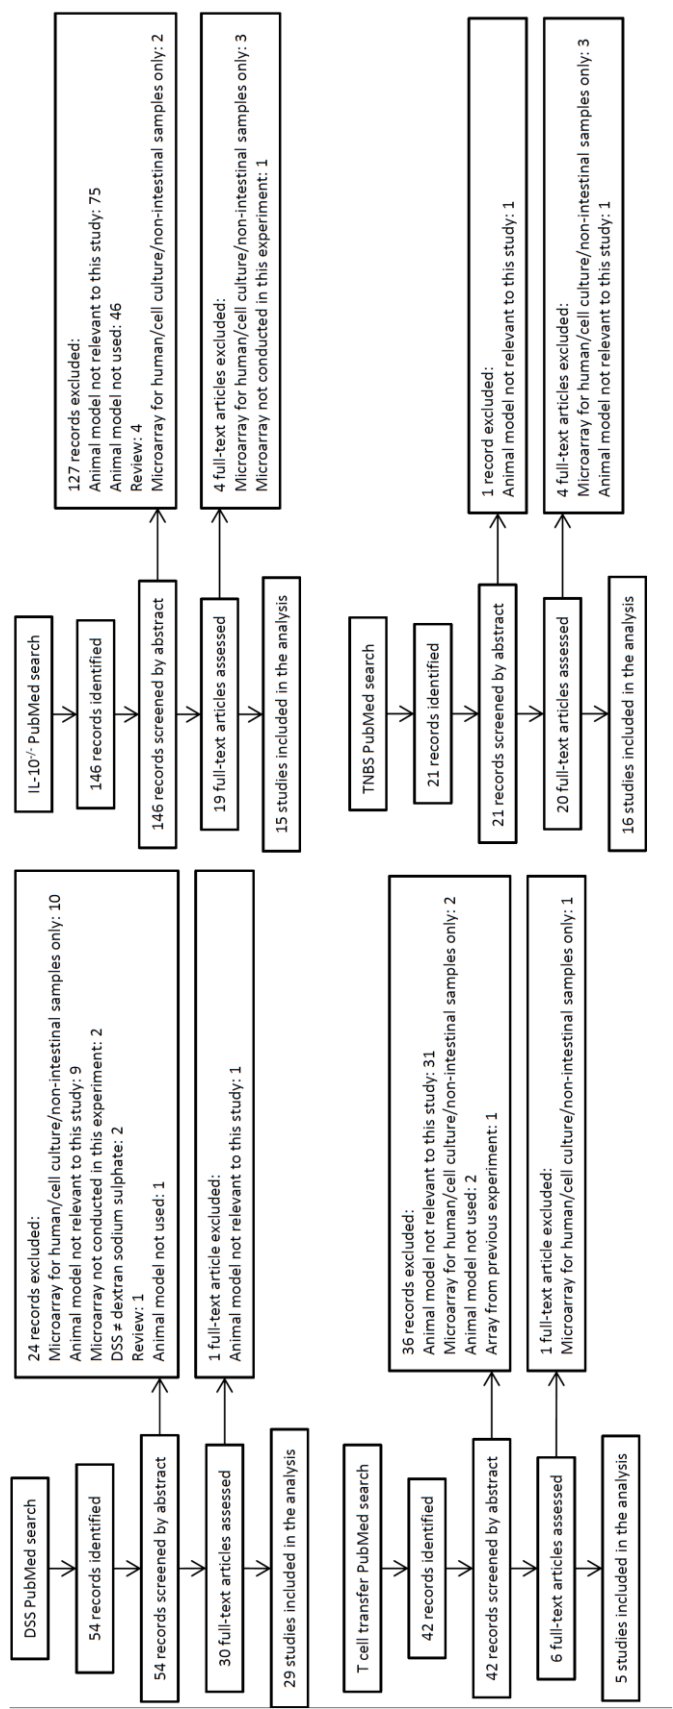 DSS PubMed search
54 records identified
54 records screened by abstract
24 records excluded:
Microarray for human/cell culture/non-intestinal samples only: 10
Animal model not relevant to this study: 9
Microarray not conducted in this experiment: 2
DSS ≠ dextran sodium sulphate: 2
Review: 1
Animal model not used: 1
30 full-text articles assessed
1 full-text article excluded:
Animal model not relevant to this study: 1
29 studies included in the analysis
IL-10⁻/⁻ PubMed search
146 records identified
146 records screened by abstract
127 records excluded:
Animal model not relevant to this study: 75
Animal model not used: 46
Review: 4
Microarray for human/cell culture/non-intestinal samples only: 2
19 full-text articles assessed
4 full-text articles excluded:
Microarray for human/cell culture/non-intestinal samples only: 3
Microarray not conducted in this experiment: 1
15 studies included in the analysis
T cell transfer PubMed search
42 records identified
42 records screened by abstract
36 records excluded:
Animal model not relevant to this study: 31
Microarray for human/cell culture/non-intestinal samples only: 2
Animal model not used: 2
Array from previous experiment: 1
6 full-text articles assessed
1 full-text article excluded:
Microarray for human/cell culture/non-intestinal samples only: 1
5 studies included in the analysis
TNBS PubMed search
21 records identified
21 records screened by abstract
1 record excluded:
Animal model not relevant to this study: 1
20 full-text articles assessed
4 full-text articles excluded:
Microarray for human/cell culture/non-intestinal samples only: 3
Animal model not relevant to this study: 1
16 studies included in the analysis